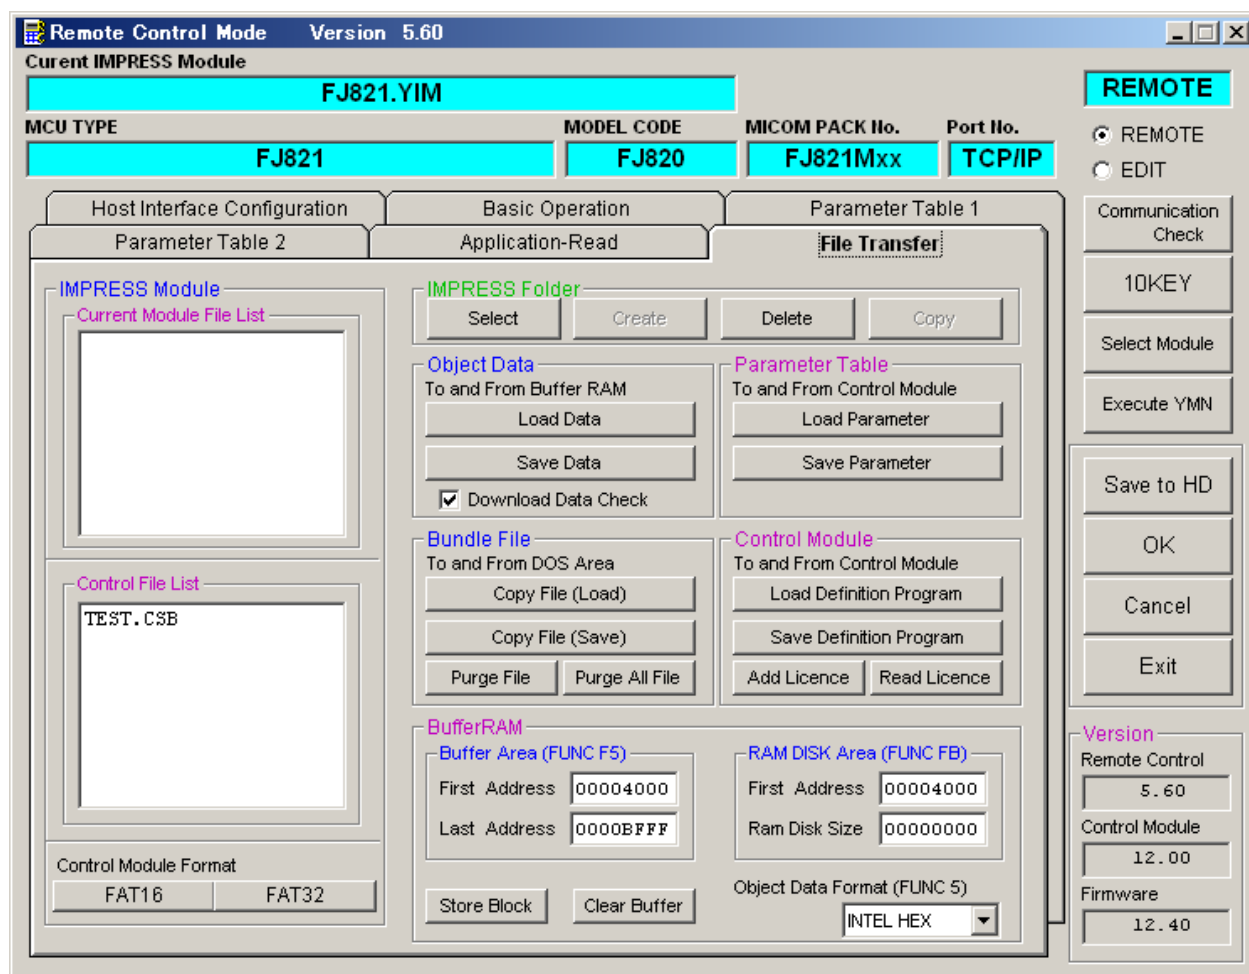 Remote Control Mode Version 5.60
Curent IMPRESS Module
FJ821.YIM
REMOTE
MCU TYPE
MODEL CODE
MICOM PACK No.
Port No.
FJ821
FJ820
FJ821Mxx
TCP/IP
REMOTE
EDIT
Host Interface Configuration
Basic Operation
Parameter Table 1
Parameter Table 2
Application-Read
File Transfer
Communication
Check
10KEY
Select Module
Execute YMN
Save to HD
OK
Cancel
Exit
IMPRESS Module
Current Module File List
Control File List
TEST.CSB
Control Module Format
FAT16
FAT32
IMPRESS Folder
Select
Create
Delete
Copy
Object Data
To and From Buffer RAM
Load Data
Save Data
Download Data Check
Parameter Table
To and From Control Module
Load Parameter
Save Parameter
Bundle File
To and From DOS Area
Copy File (Load)
Copy File (Save)
Purge File
Purge All File
Control Module
To and From Control Module
Load Definition Program
Save Definition Program
Add Licence
Read Licence
BufferRAM
Buffer Area (FUNC F5)
First Address 00004000
Last Address 0000BFFF
RAM DISK Area (FUNC FB)
First Address 00004000
Ram Disk Size 00000000
Store Block
Clear Buffer
Object Data Format (FUNC 5)
INTEL HEX
Version
Remote Control
5.60
Control Module
12.00
Firmware
12.40